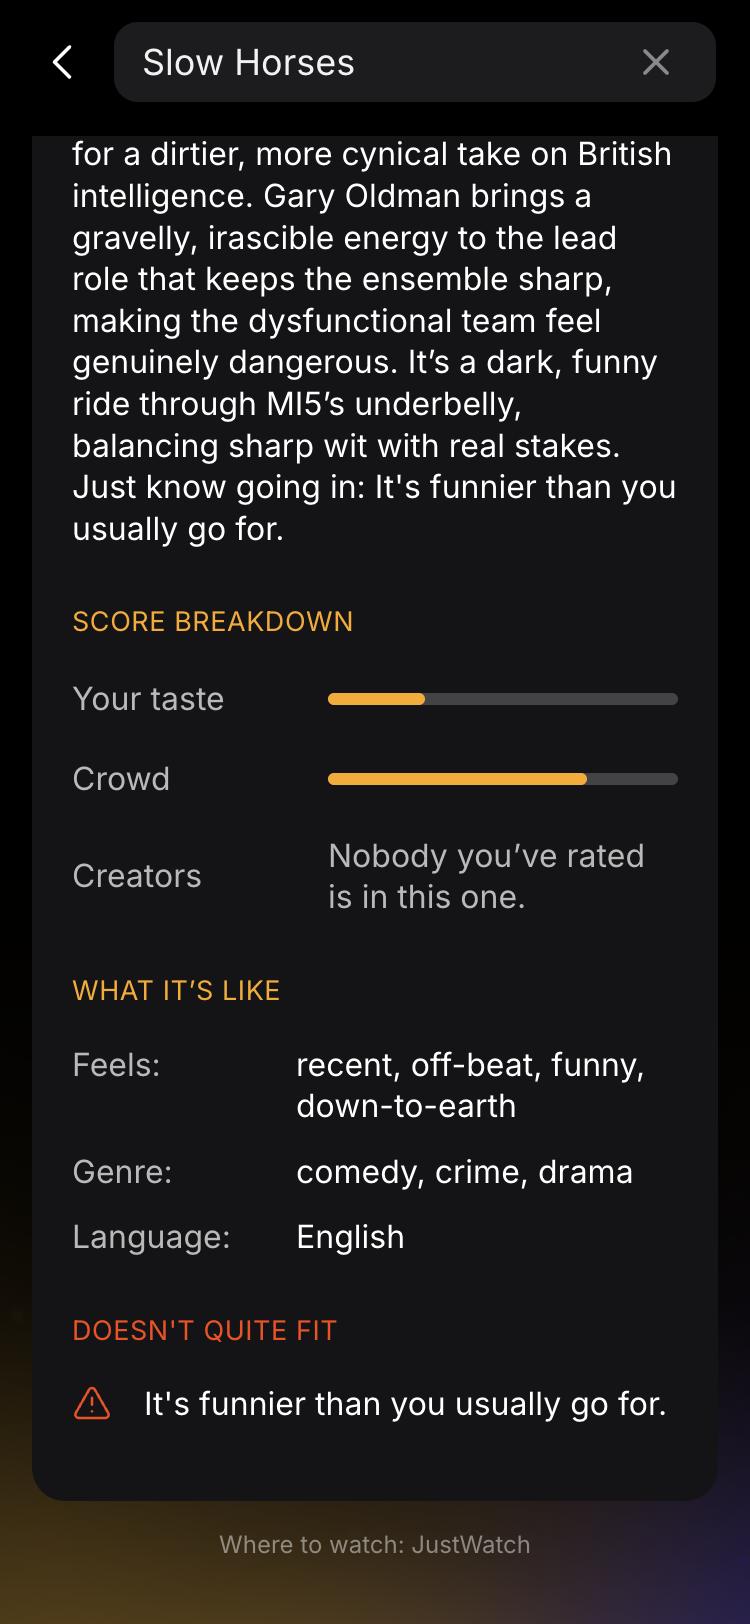 Slow Horses
for a dirtier, more cynical take on British
intelligence. Gary Oldman brings a
gravelly, irascible energy to the lead
role that keeps the ensemble sharp,
making the dysfunctional team feel
genuinely dangerous. It’s a dark, funny
ride through MI5’s underbelly,
balancing sharp wit with real stakes.
Just know going in: It's funnier than you
usually go for.
SCORE BREAKDOWN
Your taste
Crowd
Creators
Nobody you’ve rated
is in this one.
WHAT IT’S LIKE
Feels: recent, off-beat, funny,
down-to-earth
Genre: comedy, crime, drama
Language: English
DOESN'T QUITE FIT
It's funnier than you usually go for.
Where to watch: JustWatch